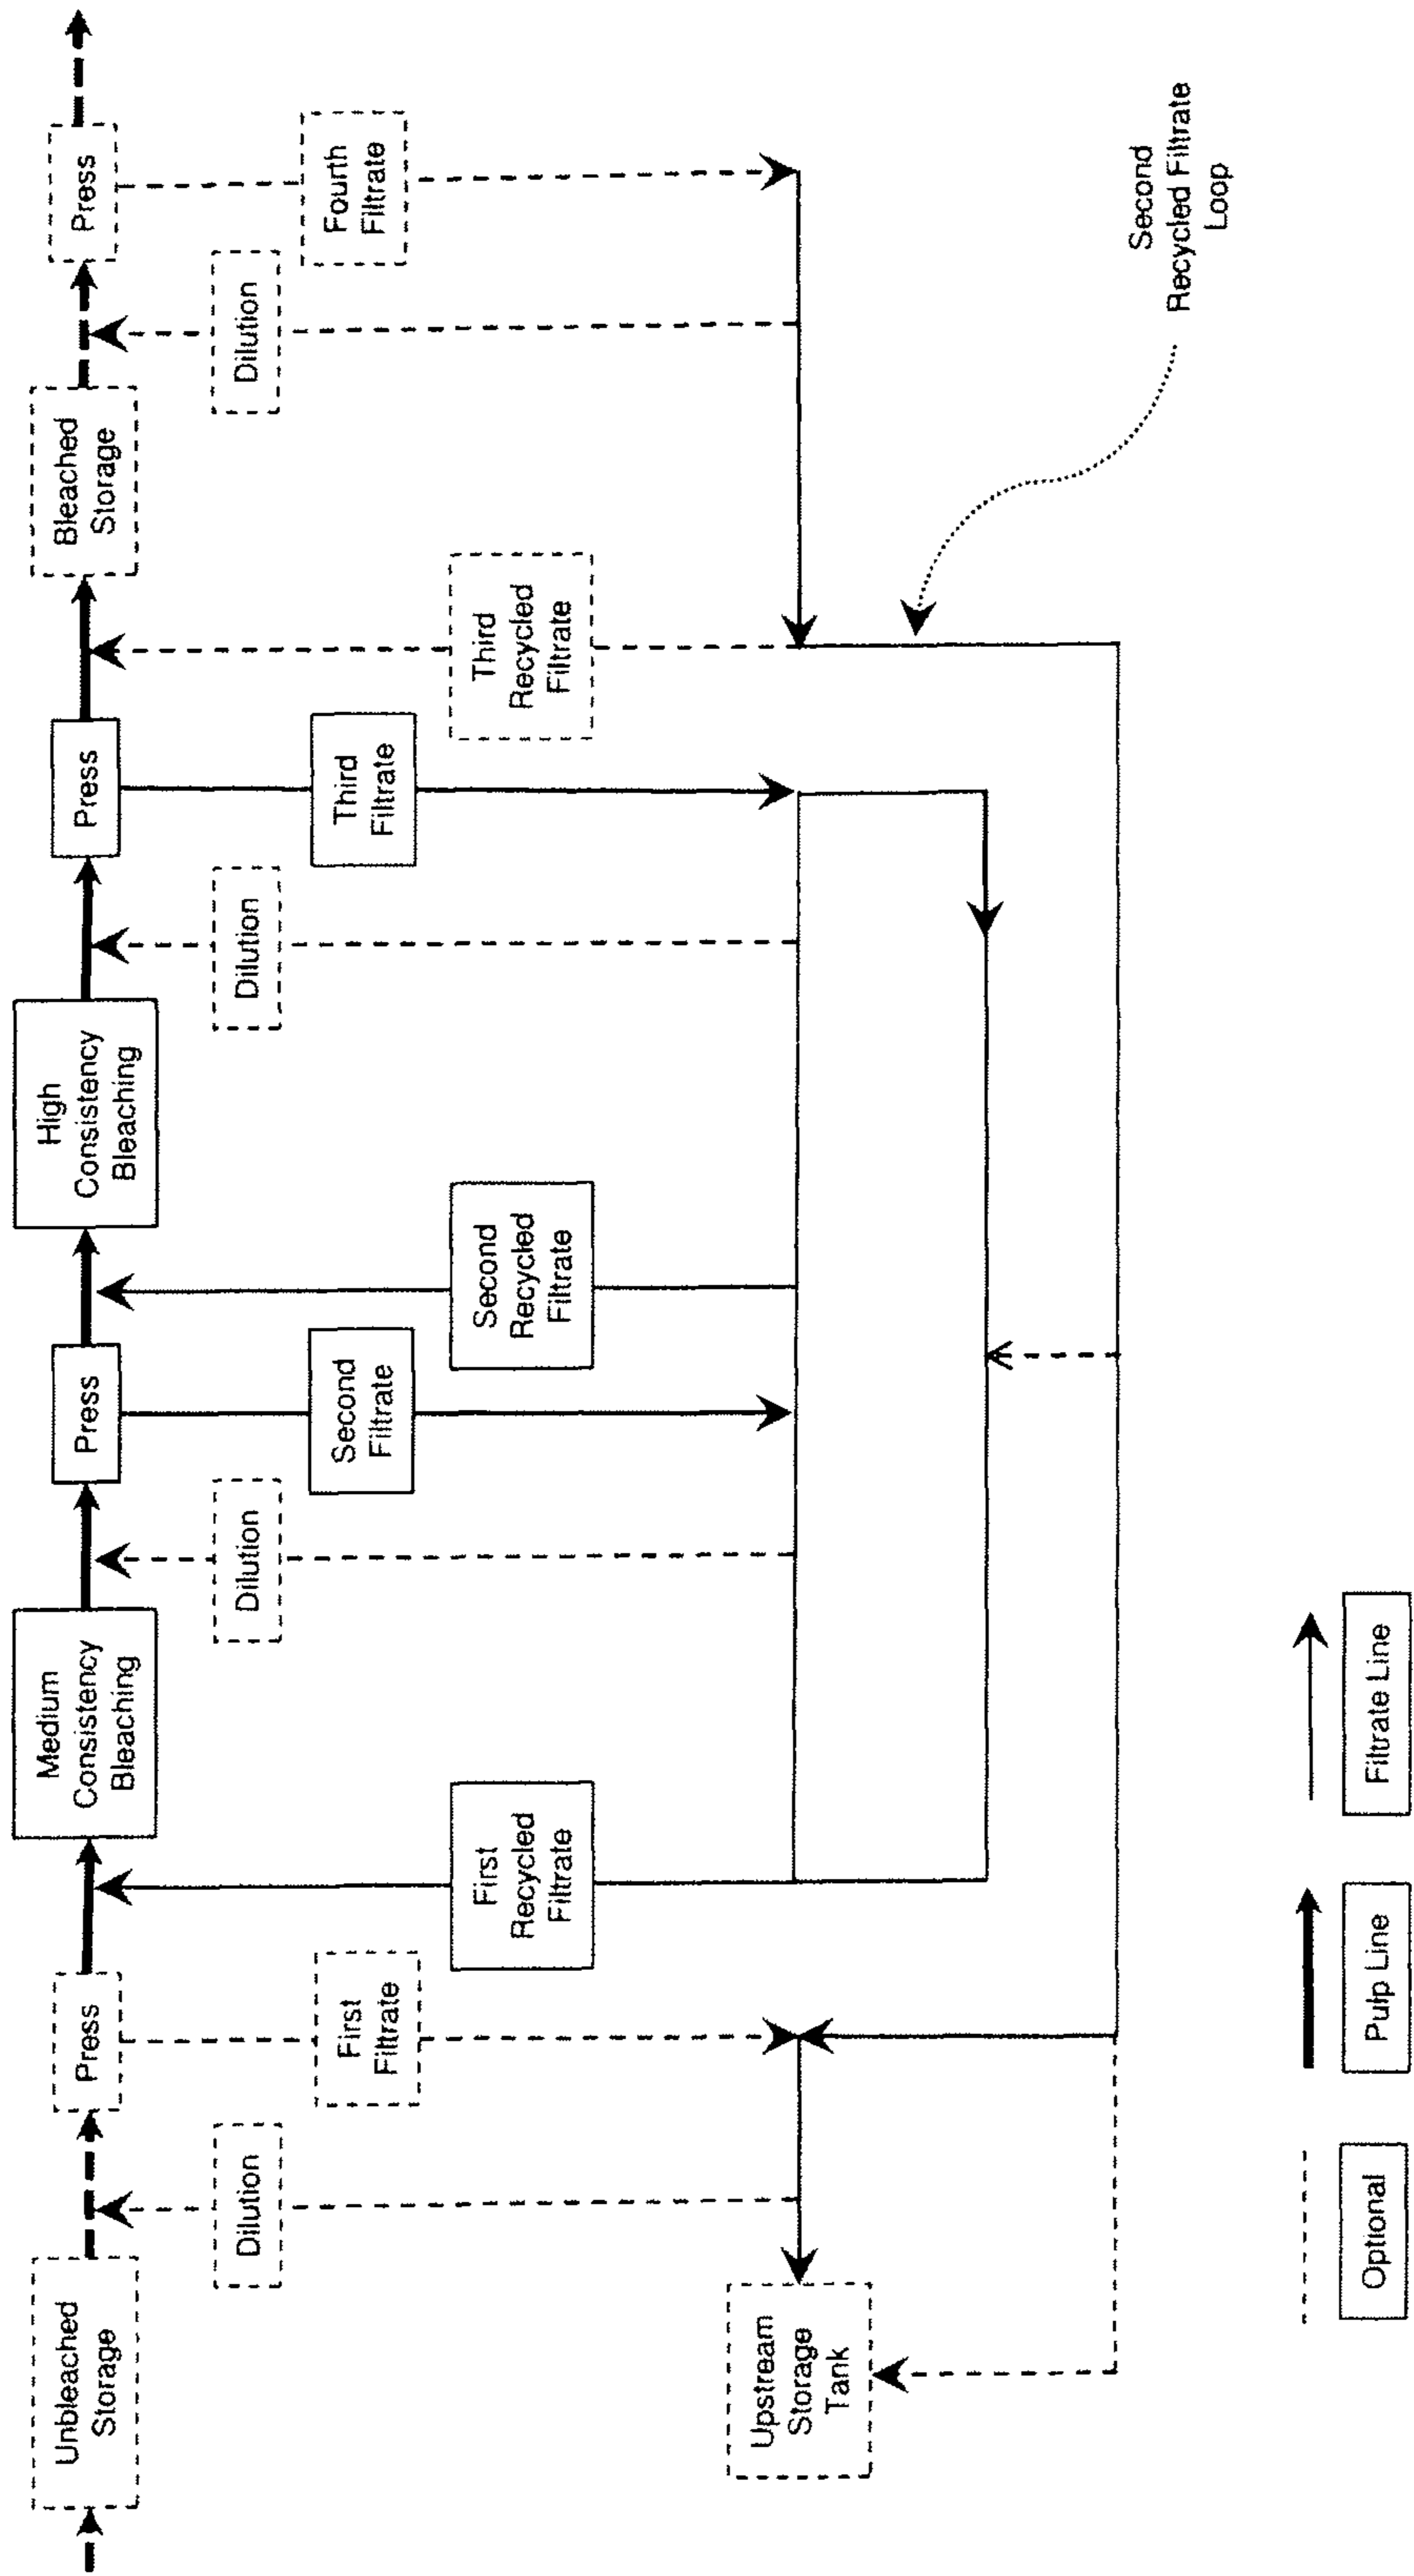 Unbleached
Storage
Press
Medium
Consistency
Bleaching
Press
High
Consistency
Bleaching
Press
Bleached
Storage
Press
Dilution
Dilution
Dilution
Dilution
First
Filtrate
Second
Filtrate
Third
Filtrate
Fourth
Filtrate
First
Recycled
Filtrate
Second
Recycled
Filtrate
Third
Recycled
Filtrate
Upstream
Storage
Tank
Second
Recycled Filtrate
Loop
Optional
Pulp Line
Filtrate Line